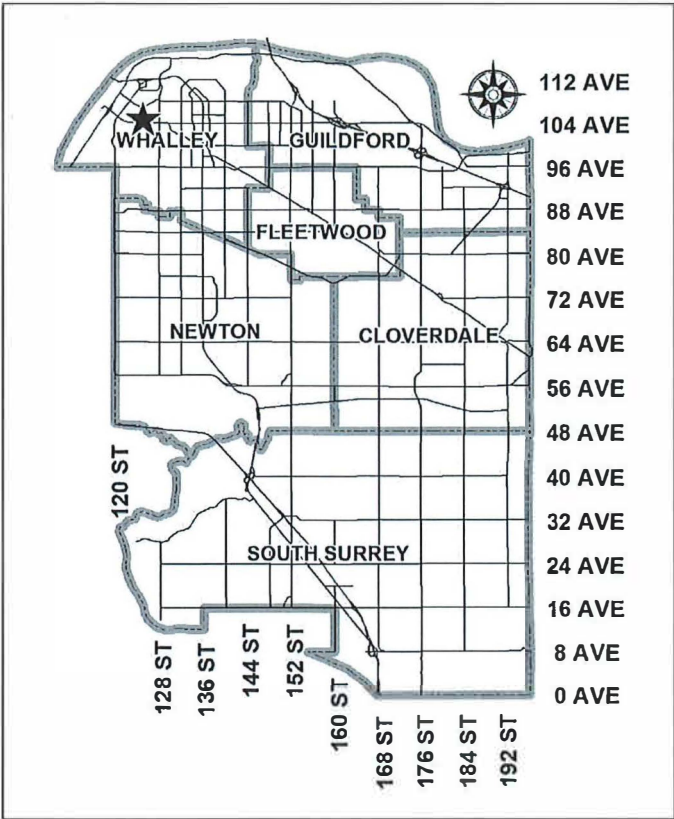 112 AVE
104 AVE
WHALLEY
GUILDFORD
96 AVE
88 AVE
FLEETWOOD
80 AVE
72 AVE
NEWTON
CLOVERDALE
64 AVE
56 AVE
48 AVE
120 ST
40 AVE
32 AVE
SOUTH SURREY
24 AVE
16 AVE
8 AVE
0 AVE
128 ST
136 ST
144 ST
152 ST
160 ST
168 ST
176 ST
184 ST
192 ST